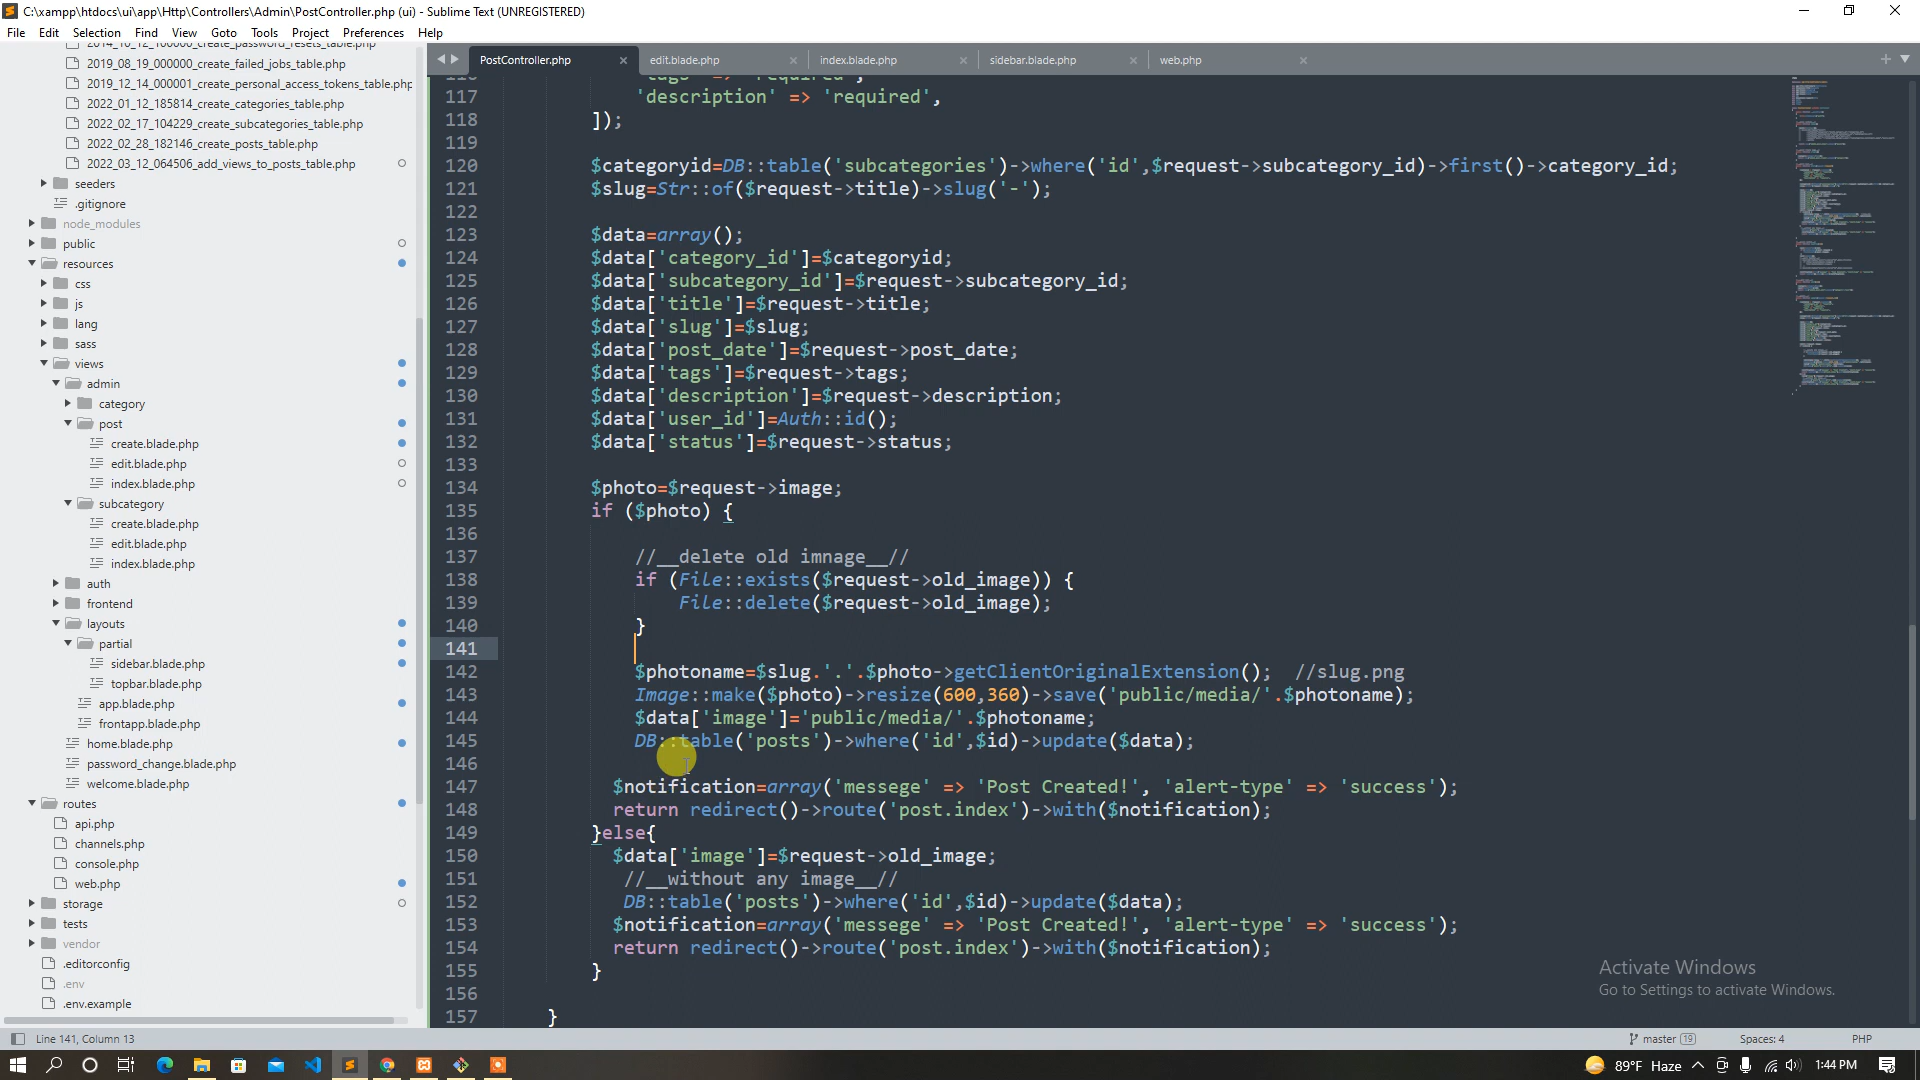 C:\xampp\htdocs\ui\app\Http\Controllers\Admin\PostController.php (ui) - Sublime Text (UNREGISTERED)
File Edit Selection Find View Goto Tools Project Preferences Help
2014_10_12_100000_create_password_resets_table.php
2019_08_19_000000_create_failed_jobs_table.php
2019_12_14_000001_create_personal_access_tokens_table.php
2022_01_12_185814_create_categories_table.php
2022_02_17_104229_create_subcategories_table.php
2022_02_28_182146_create_posts_table.php
2022_03_12_064506_add_views_to_posts_table.php
seeders
.gitignore
node_modules
public
resources
css
js
lang
sass
views
admin
category
post
create.blade.php
edit.blade.php
index.blade.php
subcategory
create.blade.php
edit.blade.php
index.blade.php
auth
frontend
layouts
partial
sidebar.blade.php
topbar.blade.php
app.blade.php
frontapp.blade.php
home.blade.php
password_change.blade.php
welcome.blade.php
routes
api.php
channels.php
console.php
web.php
storage
tests
vendor
.editorconfig
.env
.env.example
PostController.php edit.blade.php index.blade.php sidebar.blade.php web.php
116 'tags' => 'required',
117 'description' => 'required',
118 ]);
119
120 $categoryid=DB::table('subcategories')->where('id',$request->subcategory_id)->first()->category_id;
121 $slug=Str::of($request->title)->slug('-');
122
123 $data=array();
124 $data['category_id']=$categoryid;
125 $data['subcategory_id']=$request->subcategory_id;
126 $data['title']=$request->title;
127 $data['slug']=$slug;
128 $data['post_date']=$request->post_date;
129 $data['tags']=$request->tags;
130 $data['description']=$request->description;
131 $data['user_id']=Auth::id();
132 $data['status']=$request->status;
133
134 $photo=$request->image;
135 if ($photo) {
136
137 //__delete old imnage__//
138 if (File::exists($request->old_image)) {
139 File::delete($request->old_image);
140 }
141
142 $photoname=$slug.'.'.$photo->getClientOriginalExtension(); //slug.png
143 Image::make($photo)->resize(600,360)->save('public/media/'.$photoname);
144 $data['image']='public/media/'.$photoname;
145 DB::table('posts')->where('id',$id)->update($data);
146
147 $notification=array('messege' => 'Post Created!', 'alert-type' => 'success');
148 return redirect()->route('post.index')->with($notification);
149 }else{
150 $data['image']=$request->old_image;
151 //__without any image__//
152 DB::table('posts')->where('id',$id)->update($data);
153 $notification=array('messege' => 'Post Created!', 'alert-type' => 'success');
154 return redirect()->route('post.index')->with($notification);
155 }
156
157 }
Activate Windows
Go to Settings to activate Windows.
Line 141, Column 13 master 19 Spaces: 4 PHP
89°F Haze 1:44 PM